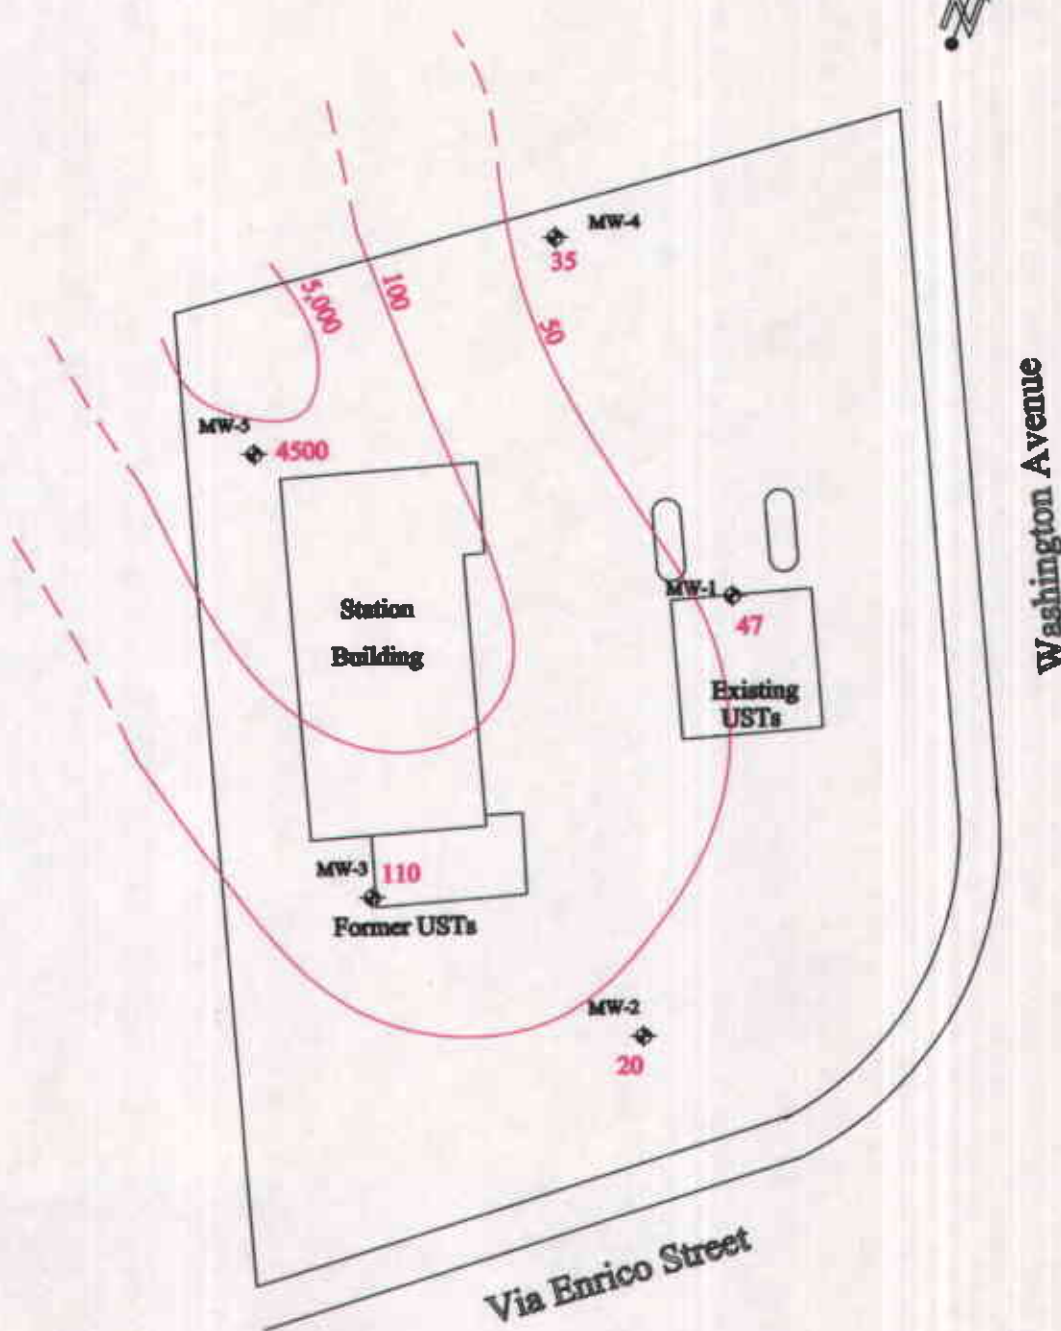 MW-4
35
5,000
100
50
MW-5
4500
Washington Avenue
Station
Building
MW-1
47
Existing
USTs
MW-3
110
Former USTs
MW-2
20
Via Enrico Street